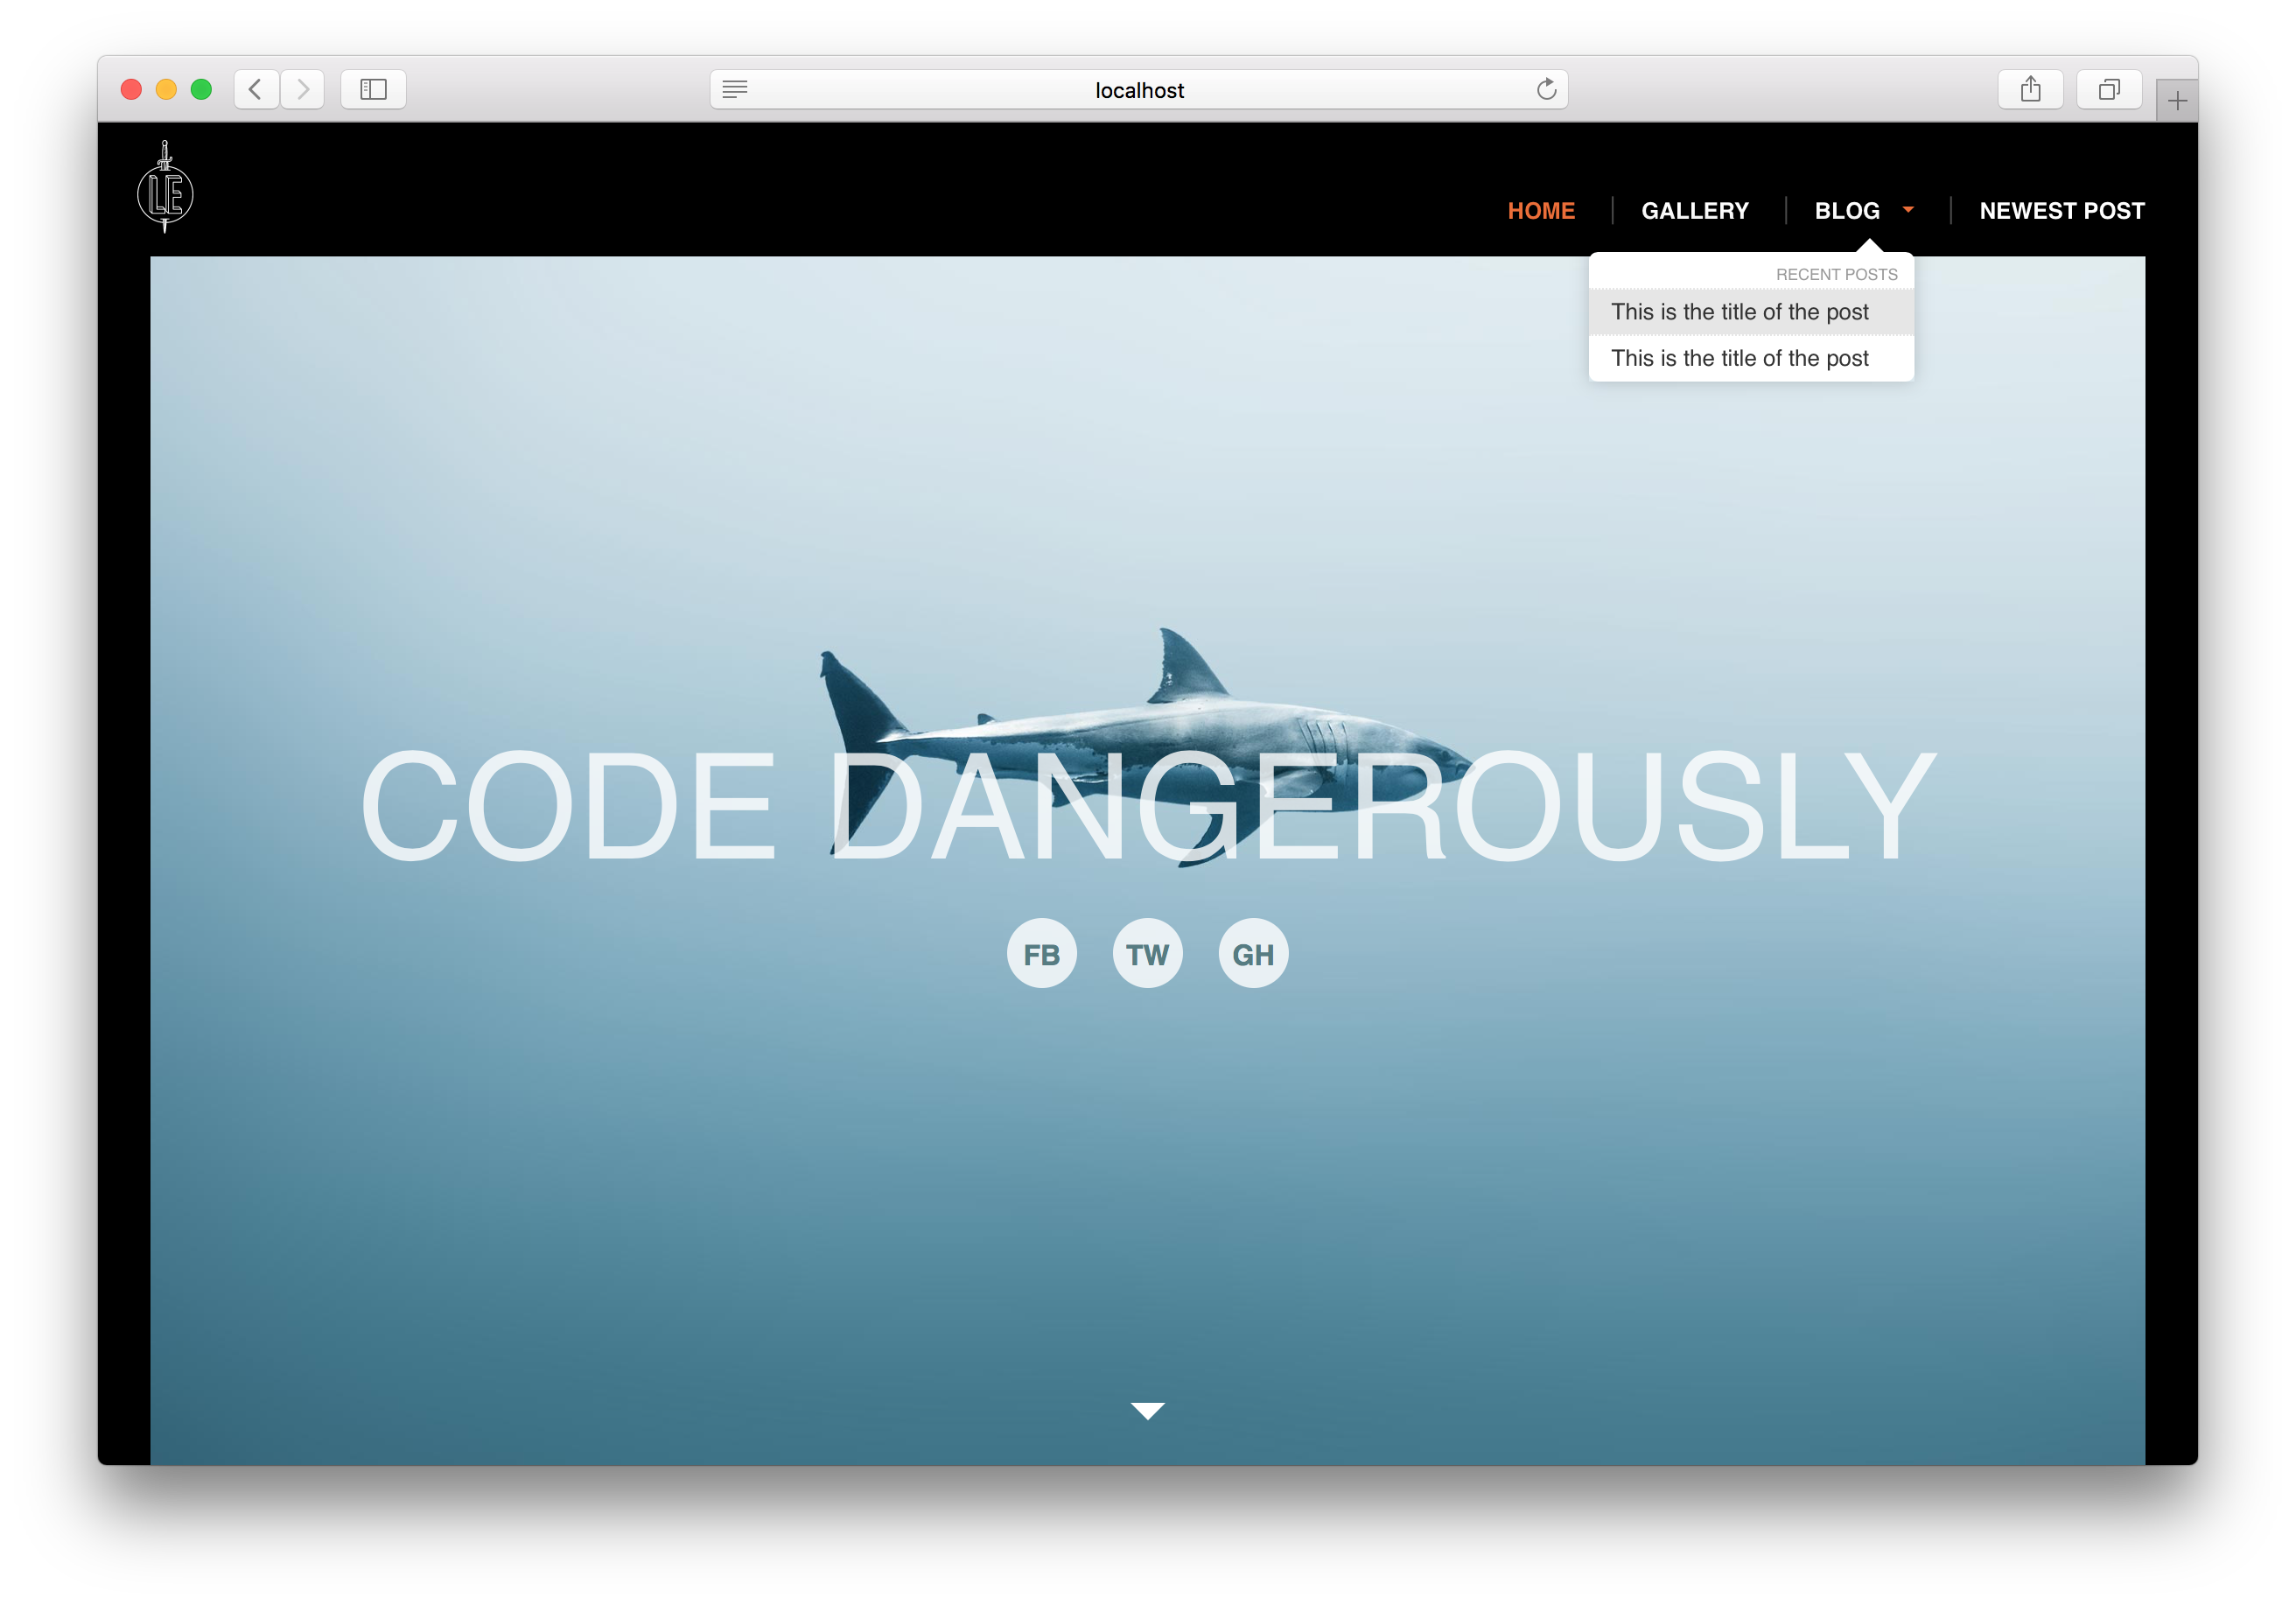 localhost
LE
HOME
GALLERY
BLOG
NEWEST POST
RECENT POSTS
This is the title of the post
This is the title of the post
CODE DANGEROUSLY
FB
TW
GH